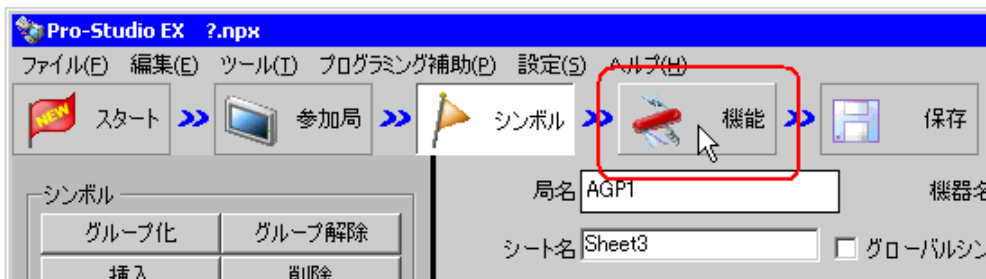 Pro-Studio EX ?.npx
ファイル(F) 編集(E) ツール(T) プログラミング補助(P) 設定(S) ヘルプ(H)
NEW スタート >> 参加局 >> シンボル >> 機能 >> 保存
シンボル
グループ化 グループ解除
挿入 削除
局名 AGP1 機器名
シート名 Sheet3 グローバルシン